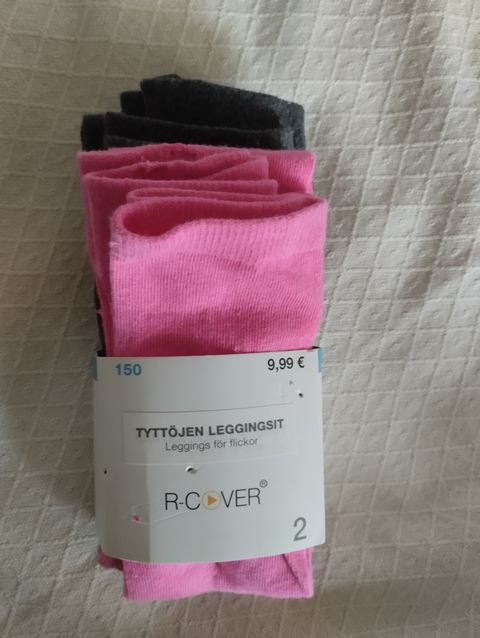 150
9,99 €
TYTTÖJEN LEGGINGSIT
Leggings för flickor
R-COVER®
2